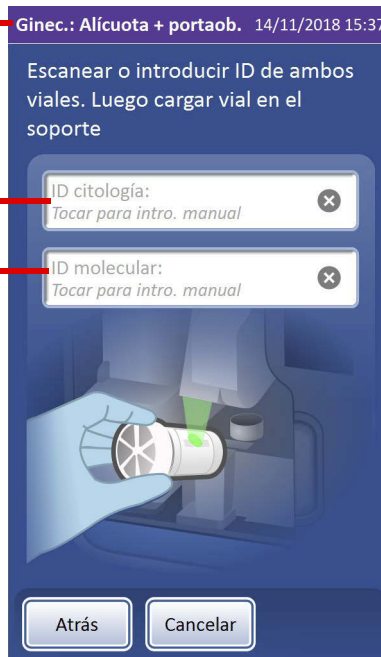 Ginec.: Alícuota + portaob. 14/11/2018 15:37
Escanear o introducir ID de ambos
viales. Luego cargar vial en el
soporte
ID citología:
Tocar para intro. manual
ID molecular:
Tocar para intro. manual
Atrás Cancelar